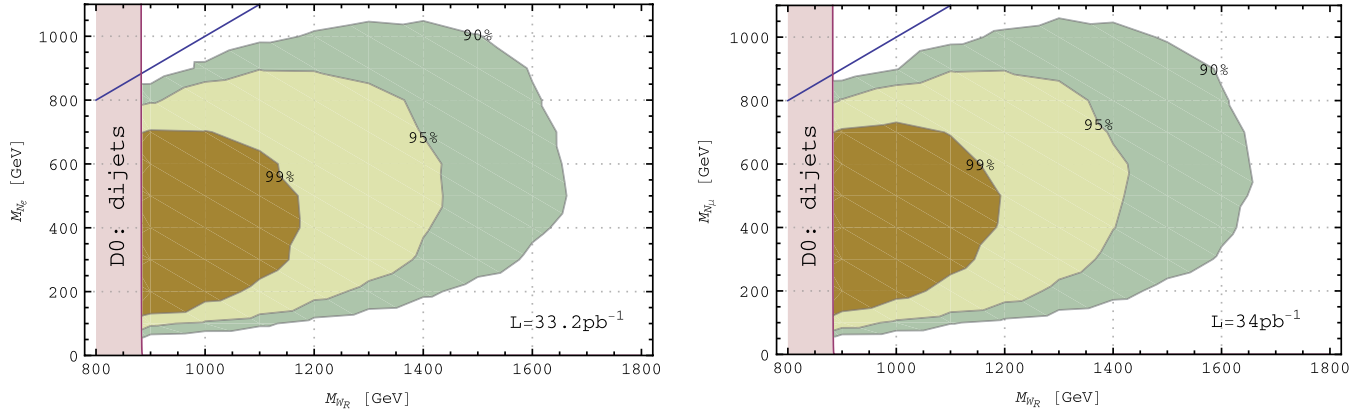 1000
800
600
400
200
0
M_{N_e} [GeV]
D0: dijets
90%
95%
99%
L=33.2pb^{-1}
800 1000 1200 1400 1600 1800
M_{W_R} [GeV]
1000
800
600
400
200
0
M_{N_μ} [GeV]
D0: dijets
90%
95%
99%
L=34pb^{-1}
800 1000 1200 1400 1600 1800
M_{W_R} [GeV]